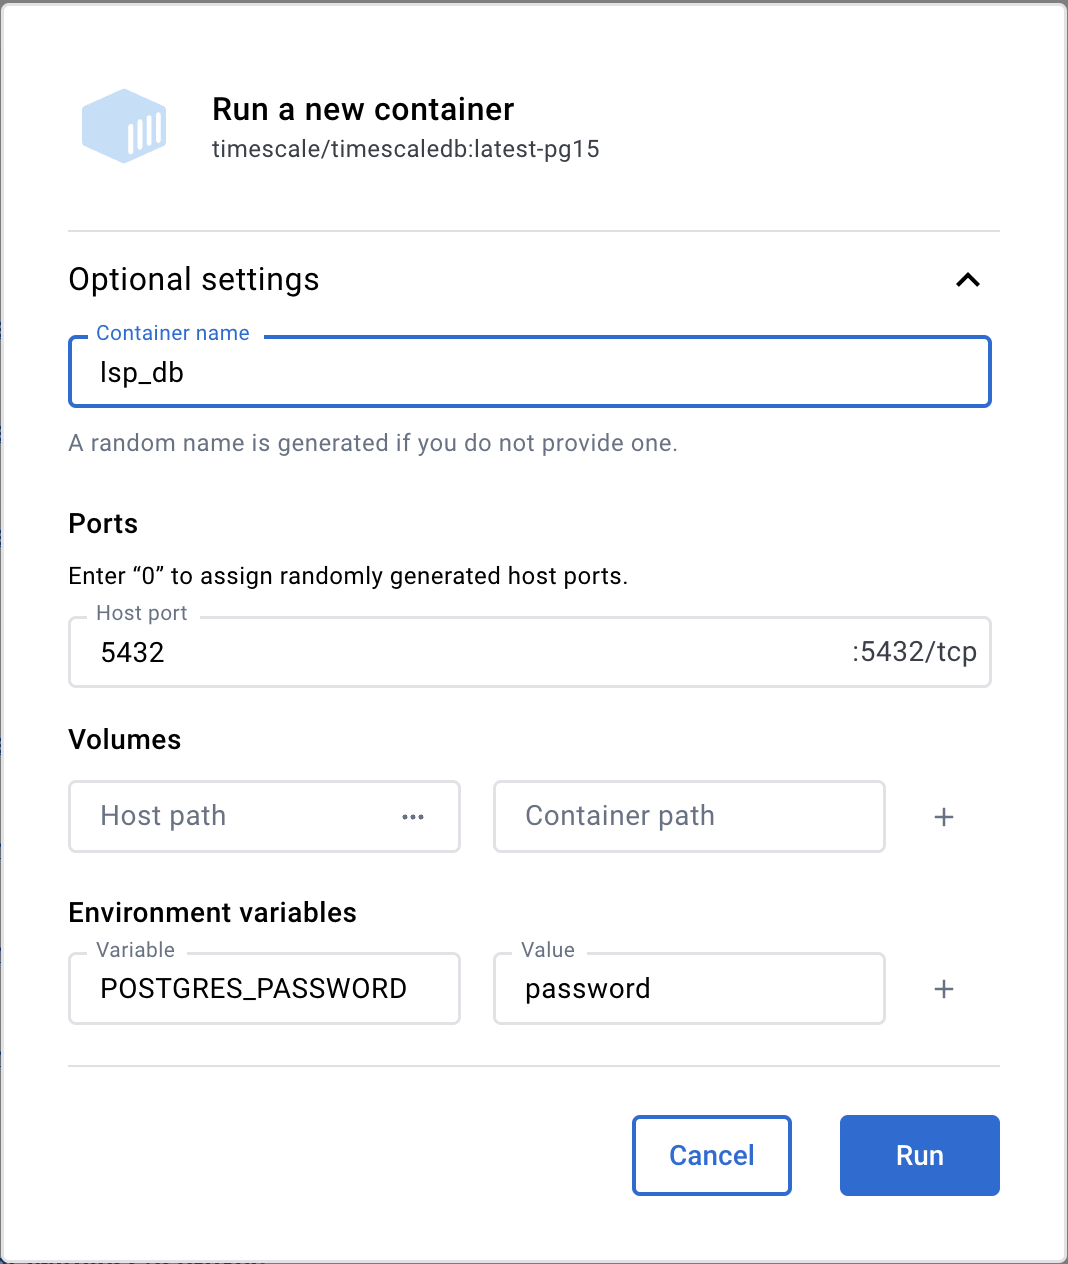 Run a new container
timescale/timescaledb:latest-pg15
Optional settings
Container name
lsp_db
A random name is generated if you do not provide one.
Ports
Enter “0” to assign randomly generated host ports.
Host port
5432 :5432/tcp
Volumes
Host path ··· Container path +
Environment variables
Variable Value
POSTGRES_PASSWORD password +
Cancel Run